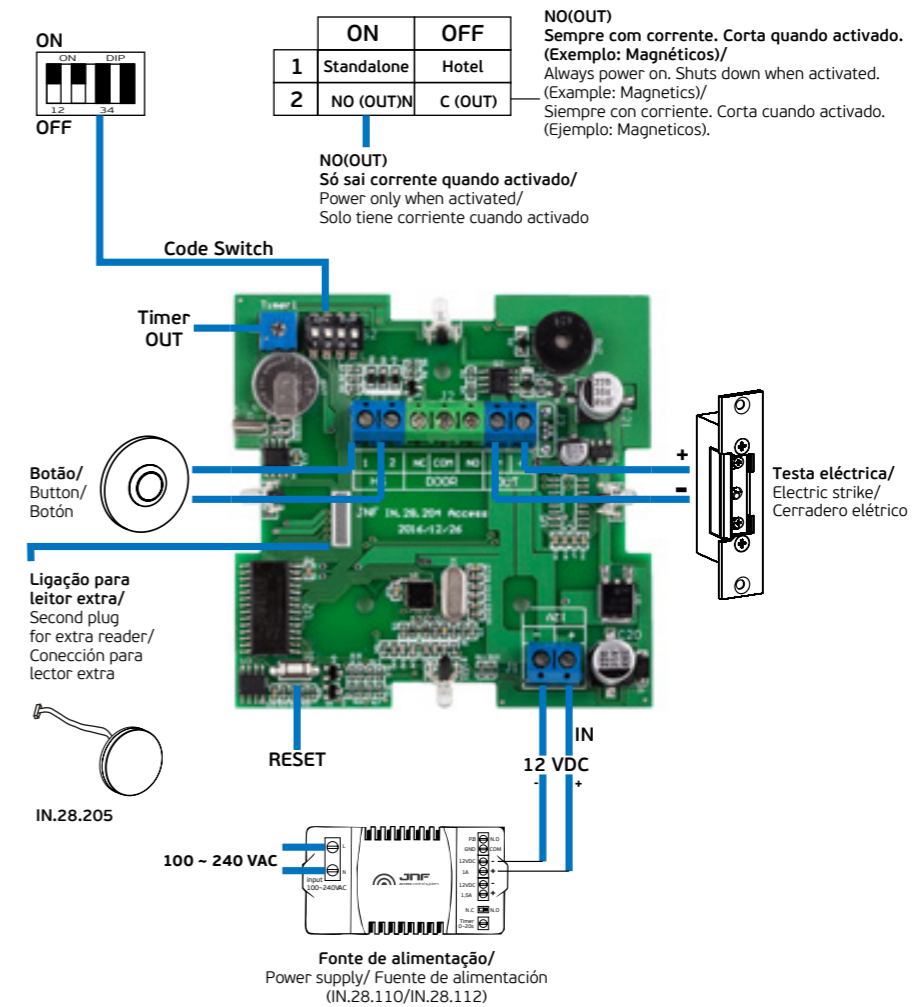 ON
ON DIP
12 34
OFF
ON OFF
1 Standalone Hotel
2 NO (OUT)N C (OUT)
NO(OUT)
Sempre com corrente. Corta quando activado.
(Exemplo: Magnéticos)/
Always power on. Shuts down when activated.
(Example: Magnetics)/
Siempre con corriente. Corta cuando activado.
(Ejemplo: Magneticos).
NO(OUT)
Só sai corrente quando activado/
Power only when activated/
Solo tiene corriente cuando activado
Code Switch
Timer
OUT
Timer1
J2
1 2 NC COM NO
DOOR OUT
JNF IN.28.204 Access
2016/12/26
Botão/
Button/
Botón
+
-
Testa eléctrica/
Electric strike/
Cerradero elétrico
Ligação para
leitor extra/
Second plug
for extra reader/
Conección para
lector extra
IN.28.205
RESET
12V
- +
C20
IN
12 VDC
- +
100 ~ 240 VAC
L
N
input
100~240VAC
JNF
P.B N.O
GND COM
12VDC -
1A +
12VDC -
1,5A +
N.C N.O
Timer
0~20s
Fonte de alimentação/
Power supply/ Fuente de alimentación
(IN.28.110/IN.28.112)